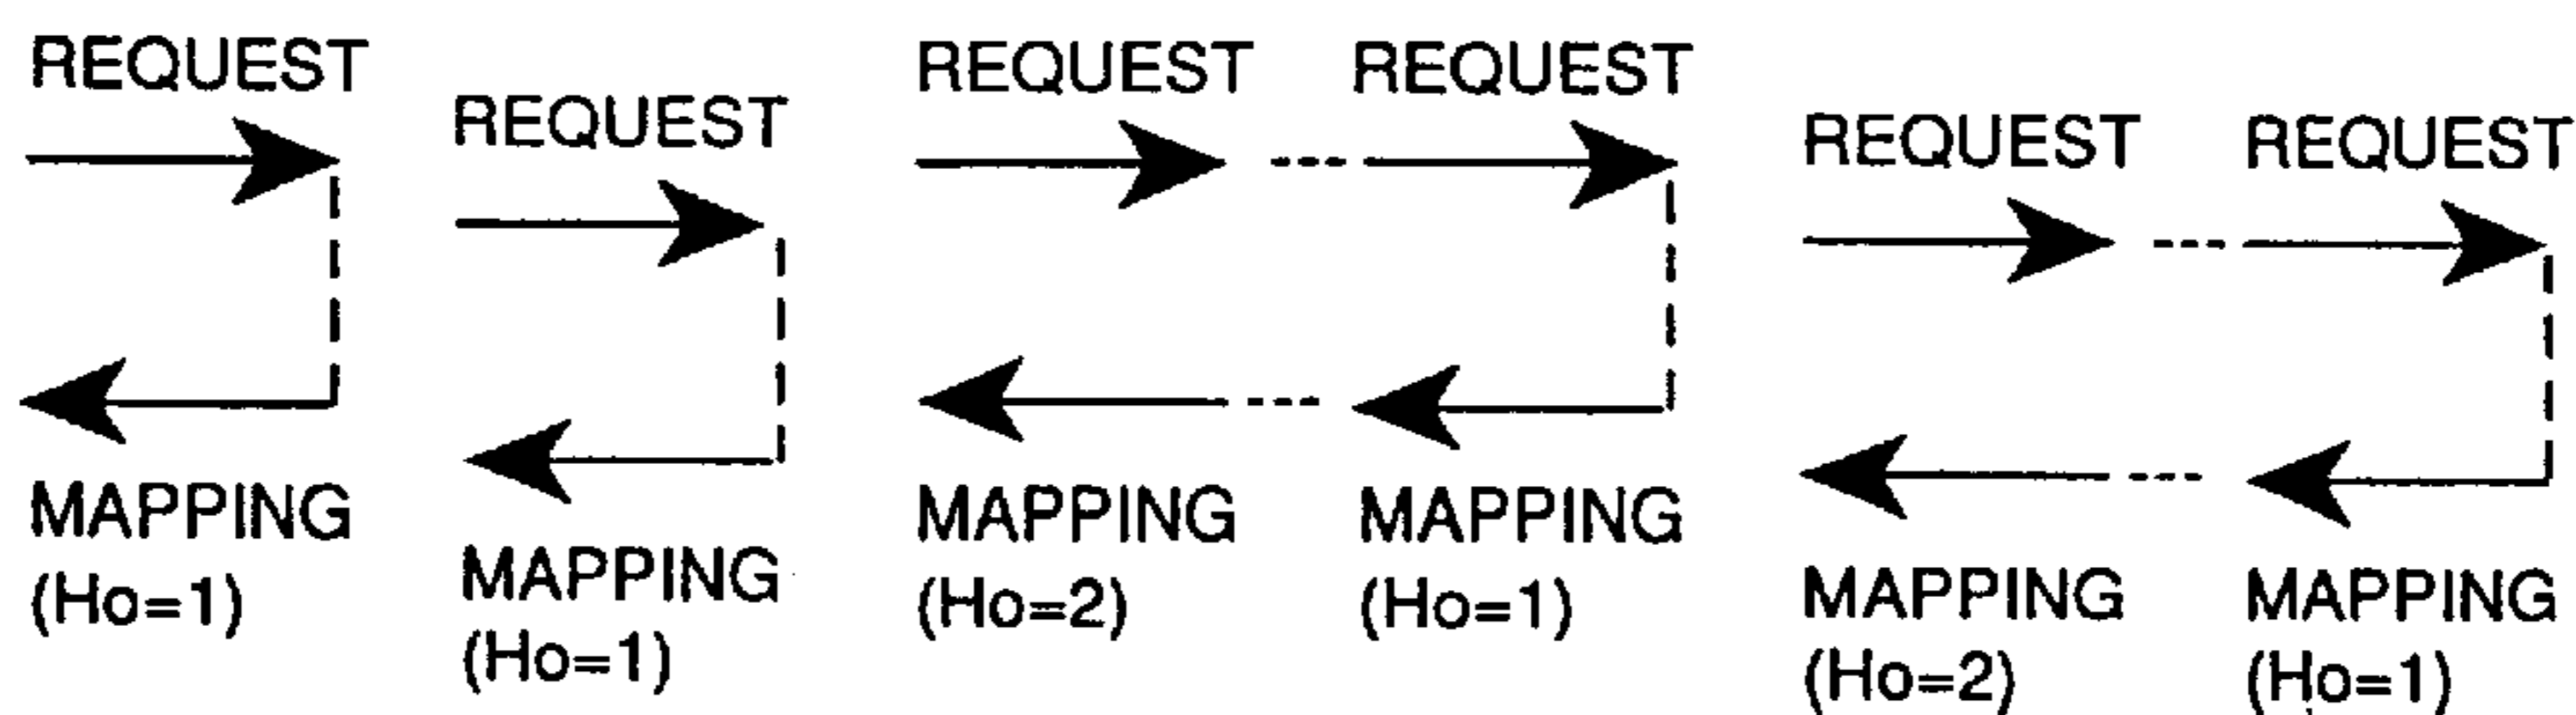 REQUEST
MAPPING
(Ho=1)
REQUEST
MAPPING
(Ho=1)
REQUEST REQUEST
MAPPING MAPPING
(Ho=2) (Ho=1)
REQUEST REQUEST
MAPPING MAPPING
(Ho=2) (Ho=1)